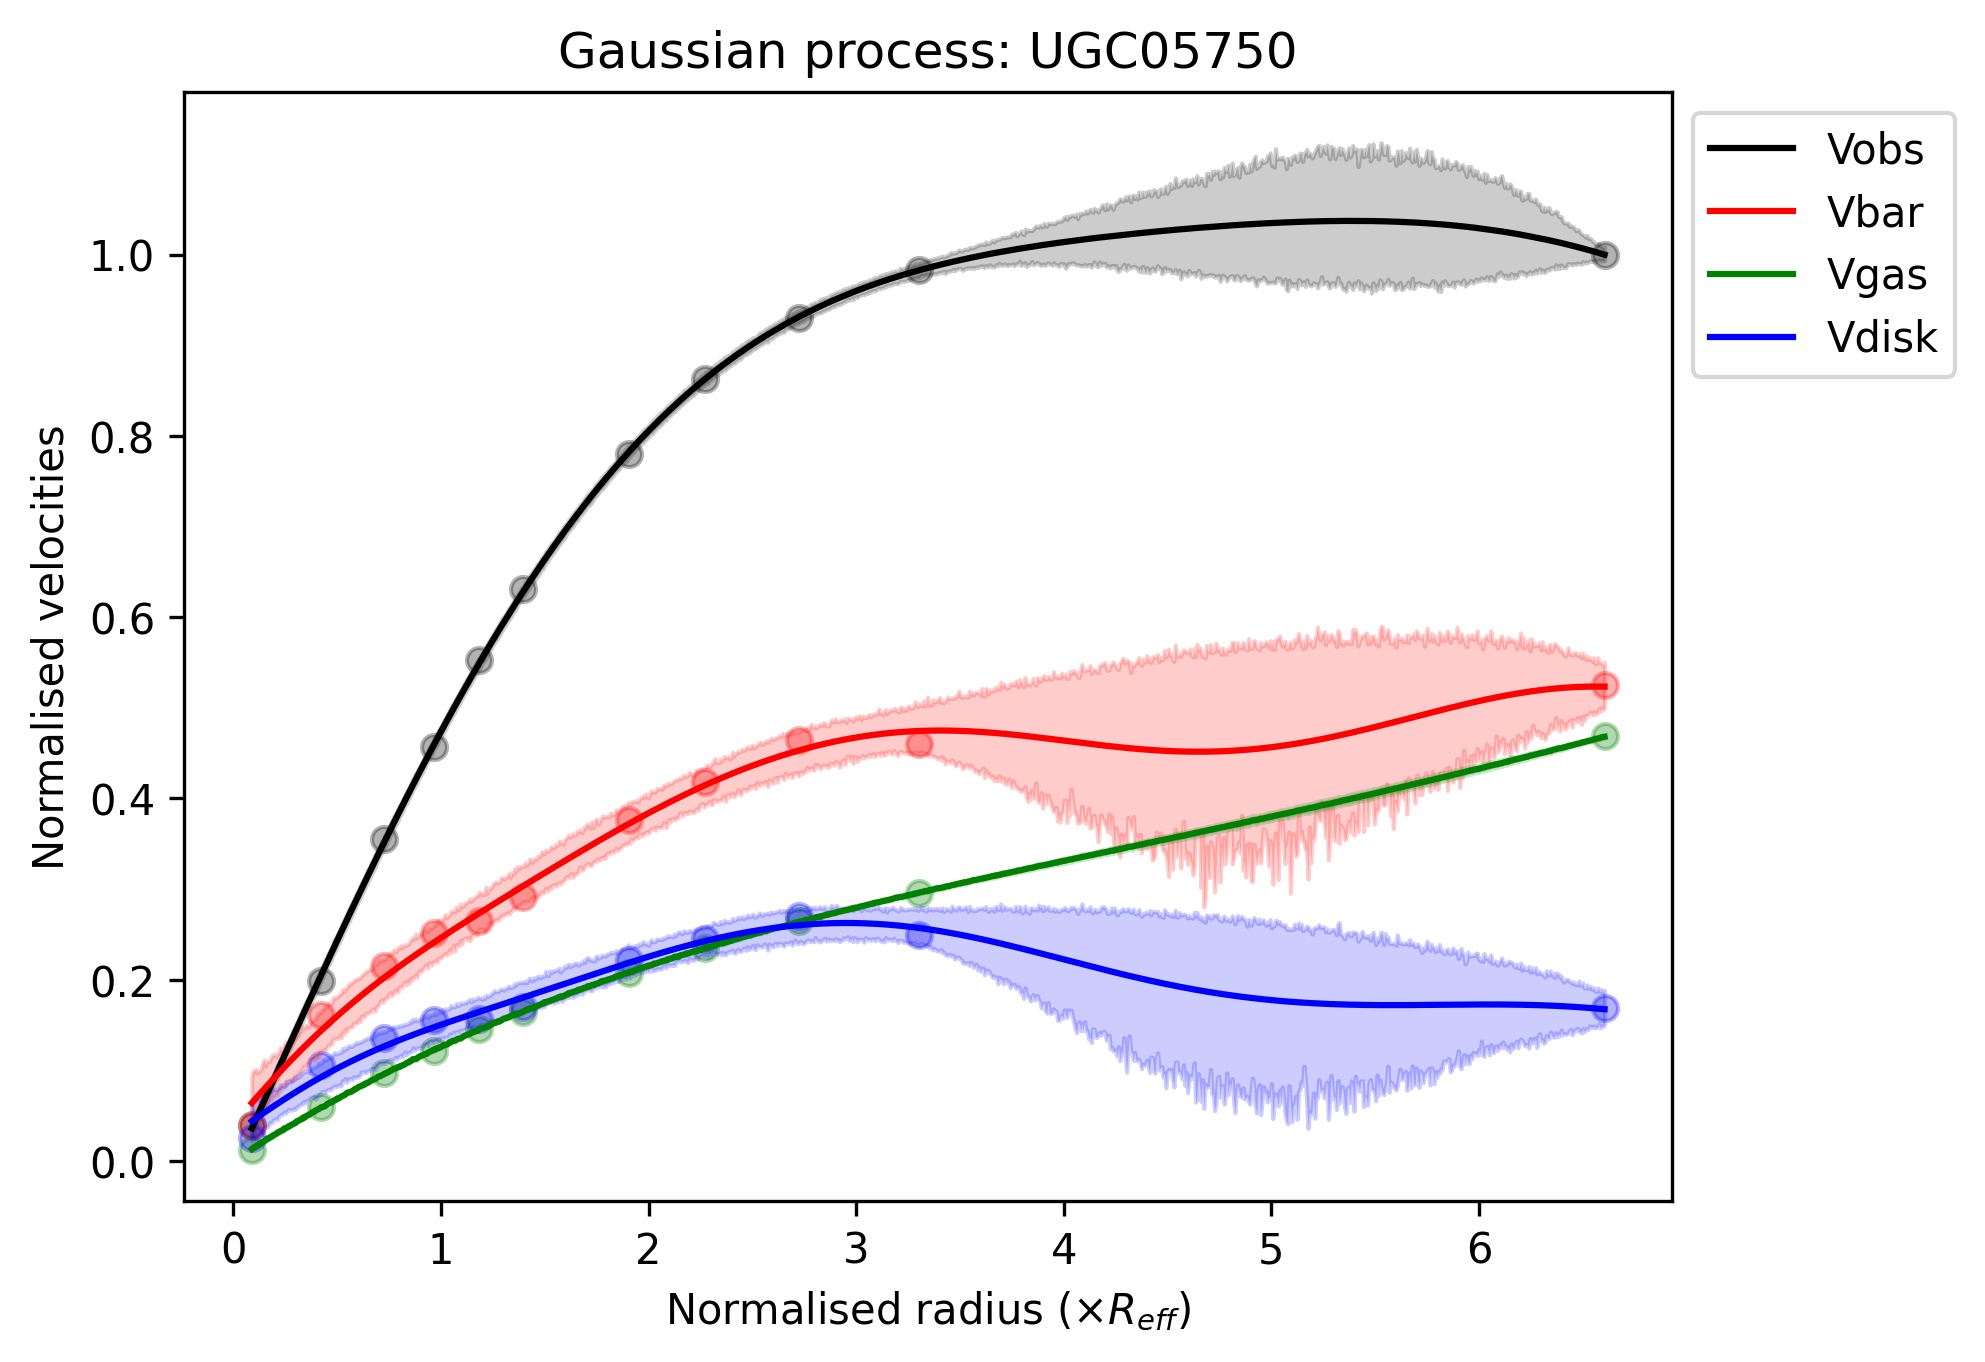 Gaussian process: UGC05750
Vobs
Vbar
Vgas
Vdisk
Normalised velocities
1.0
0.8
0.6
0.4
0.2
0.0
0 1 2 3 4 5 6
Normalised radius (×R_eff)